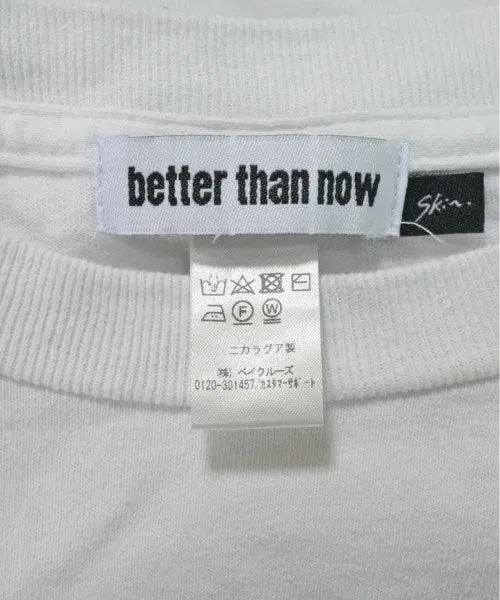 better than now
Skin.
F W
ニカラグア製
(株) ベイクルーズ
0120-301457/カスタマーサポート